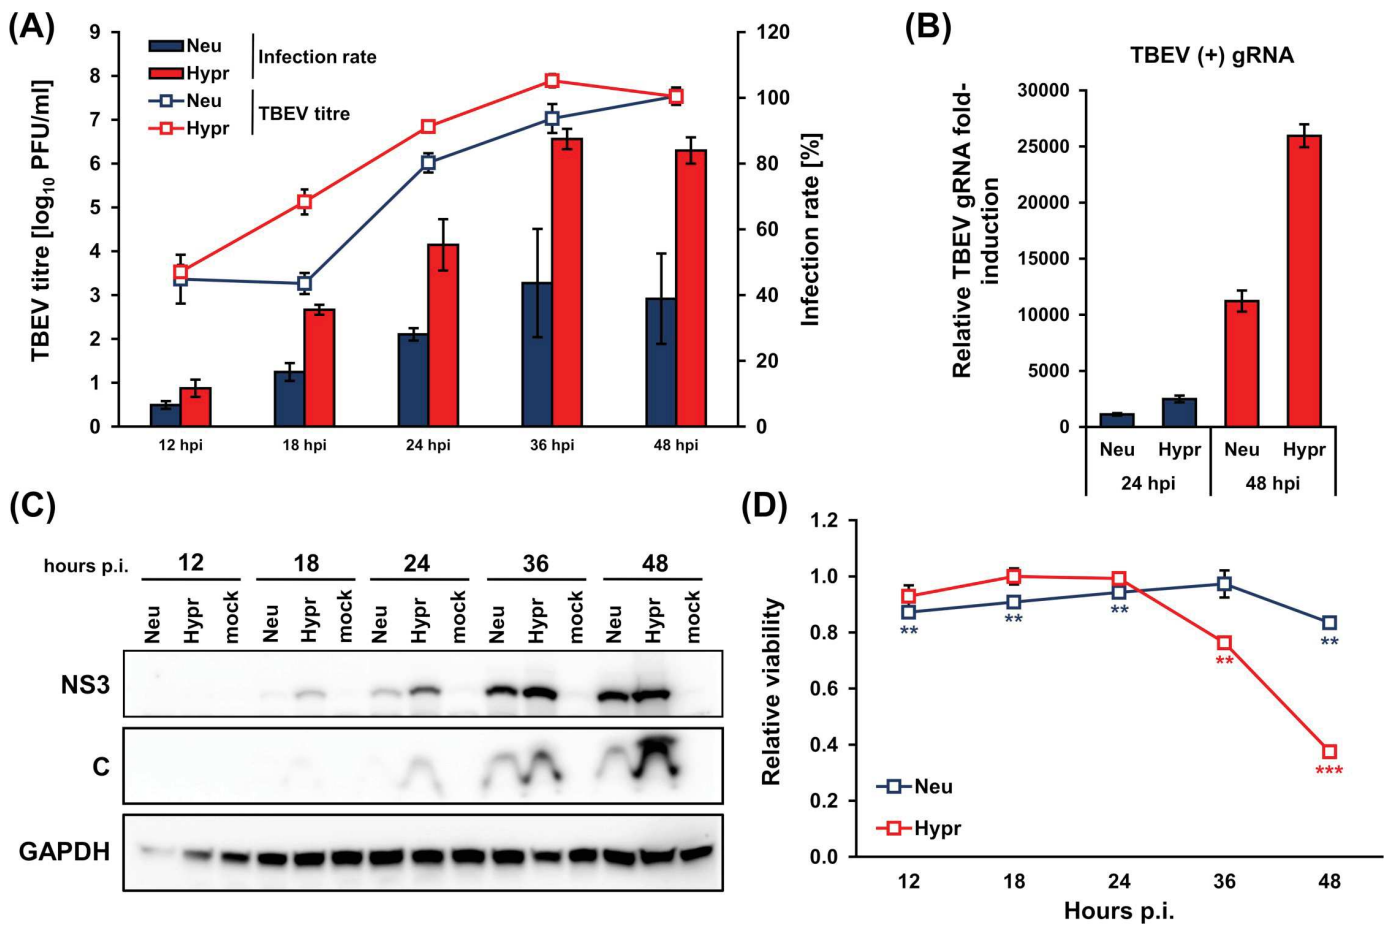 (A)
9
8
7
6
5
4
3
2
1
0
TBEV titre [log10 PFU/ml]
Neu
Hypr
Infection rate
Neu
Hypr
TBEV titre
120
100
80
60
40
20
0
Infection rate [%]
12 hpi 18 hpi 24 hpi 36 hpi 48 hpi
(B)
TBEV (+) gRNA
30000
25000
20000
15000
10000
5000
0
Relative TBEV gRNA fold-
induction
Neu Hypr Neu Hypr
24 hpi 48 hpi
(C)
hours p.i. 12 18 24 36 48
Neu Hypr mock Neu Hypr mock Neu Hypr mock Neu Hypr mock Neu Hypr mock
NS3
C
GAPDH
(D)
1.2
1.0
0.8
0.6
0.4
0.2
0.0
Relative viability
** ** ** ** ** ***
Neu
Hypr
12 18 24 36 48
Hours p.i.